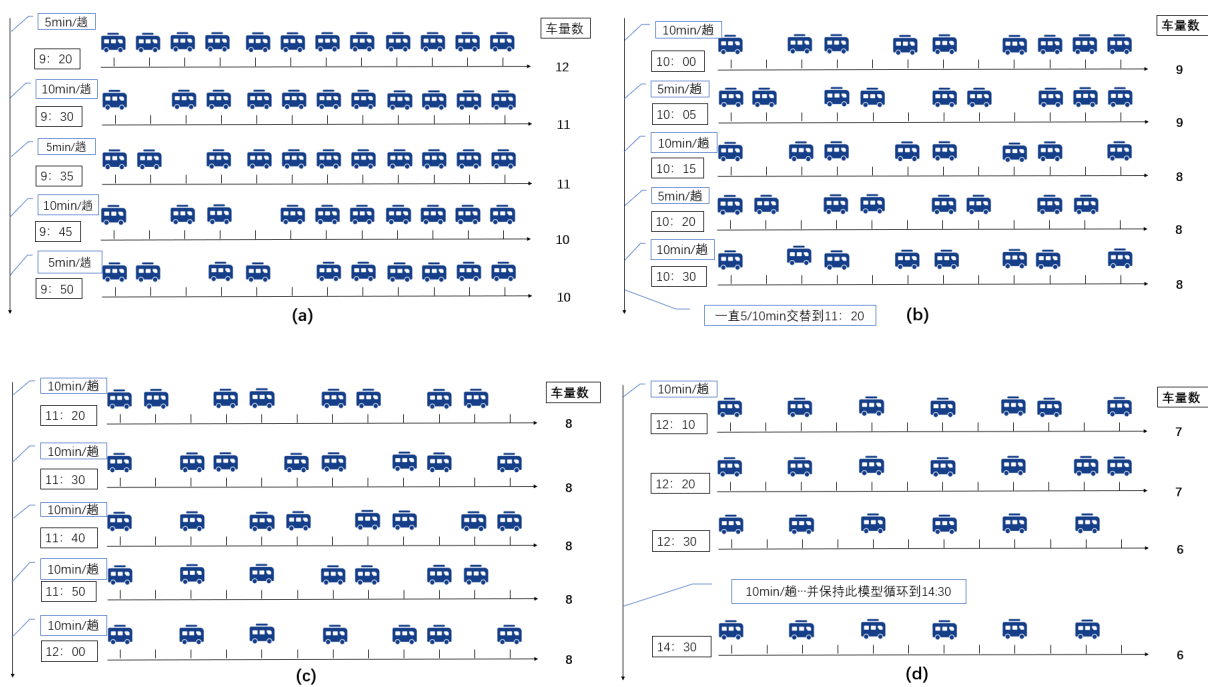 5min/趟
车量数
9：20
12
10min/趟
9：30
11
5min/趟
9：35
11
10min/趟
9：45
10
5min/趟
9：50
10
(a)
10min/趟
车量数
10：00
9
5min/趟
10：05
9
10min/趟
10：15
8
5min/趟
10：20
8
10min/趟
10：30
8
一直5/10min交替到11：20
(b)
10min/趟
车量数
11：20
8
10min/趟
11：30
8
10min/趟
11：40
8
10min/趟
11：50
8
10min/趟
12：00
8
(c)
10min/趟
车量数
12：10
7
12：20
7
12：30
6
10min/趟…并保持此模型循环到14:30
14：30
6
(d)